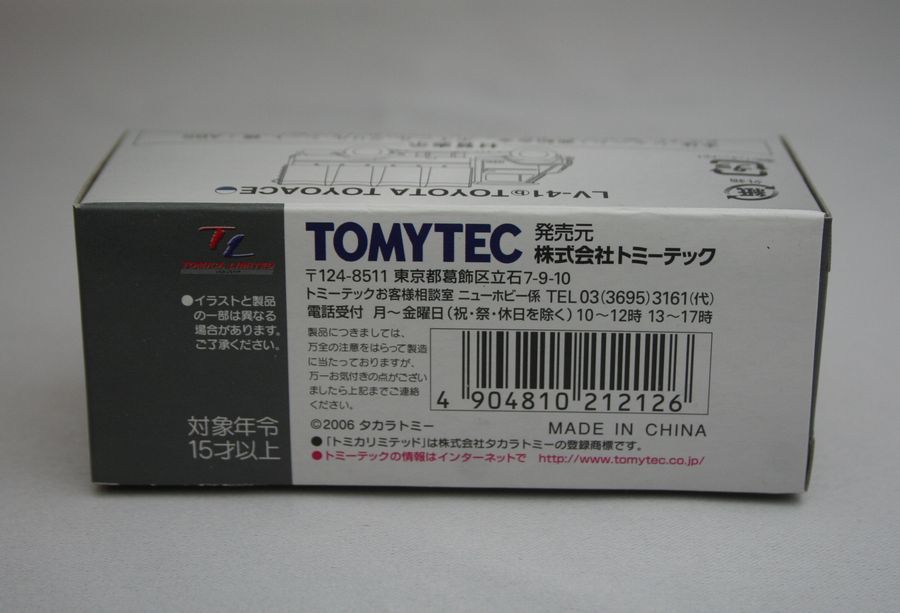 LV-41ⓑTOYOTA TOYOACE
紙
TL
TOMICA LIMITED
●イラストと製品
の一部は異なる
場合があります。
ご了承ください。
対象年令
15才以上
TOMYTEC
発売元
株式会社トミーテック
〒124-8511 東京都葛飾区立石7-9-10
トミーテックお客様相談室 ニューホビー係 TEL 03(3695)3161(代)
電話受付 月〜金曜日(祝・祭・休日を除く)10〜12時 13〜17時
製品につきましては、
万全の注意をはらって製造
に当たっておりますが、
万一お気付きの点がござい
ましたら上記までご連絡
ください。
4 904810 212126
©2006 タカラトミー
MADE IN CHINA
●「トミカリミテッド」は株式会社タカラトミーの登録商標です。
●トミーテックの情報はインターネットで http://www.tomytec.co.jp/